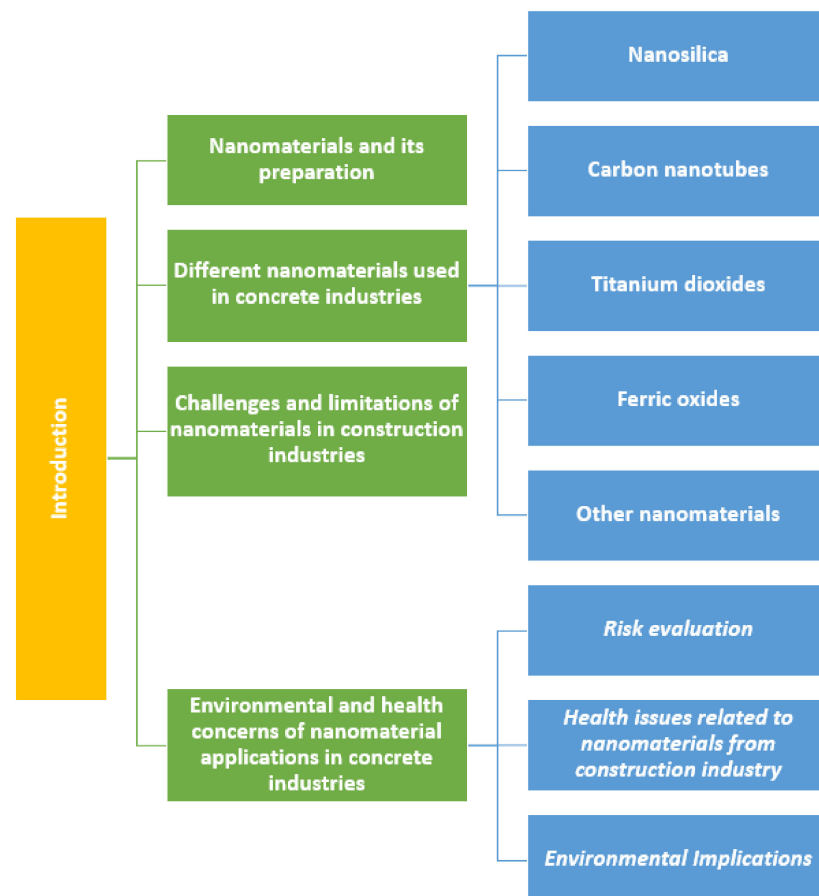 Introduction
Nanomaterials and its
preparation
Different nanomaterials used
in concrete industries
Nanosilica
Carbon nanotubes
Titanium dioxides
Ferric oxides
Other nanomaterials
Challenges and limitations of
nanomaterials in construction
industries
Environmental and health
concerns of nanomaterial
applications in concrete
industries
Risk evaluation
Health issues related to
nanomaterials from
construction industry
Environmental Implications